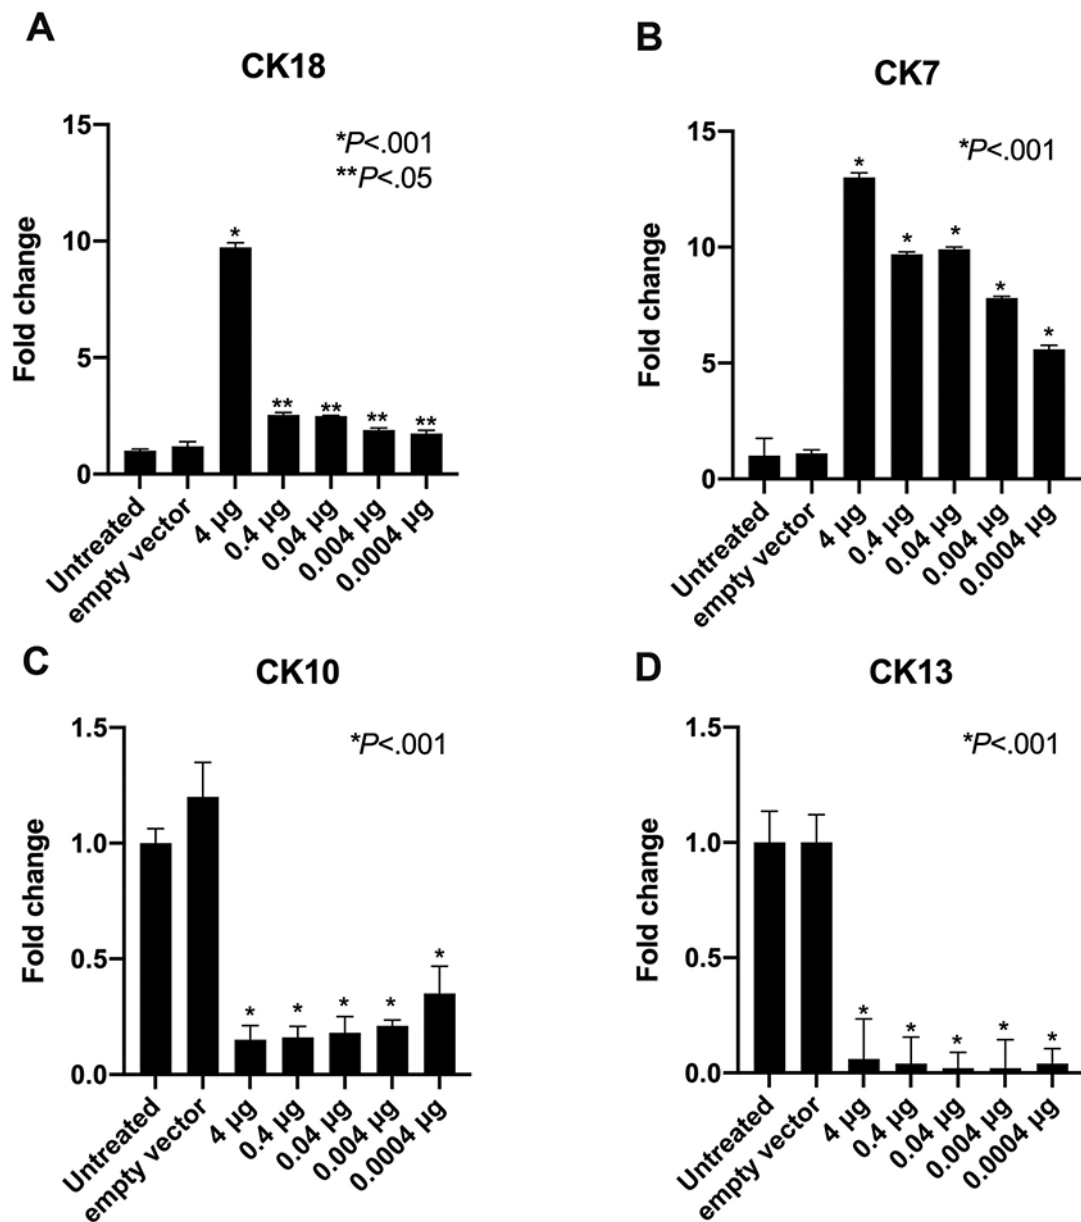 A
CK18
*P<.001
**P<.05
Fold change
15
10
5
0
*
**
**
**
**
Untreated
empty vector
4 µg
0.4 µg
0.04 µg
0.004 µg
0.0004 µg
B
CK7
*P<.001
Fold change
15
10
5
0
*
*
*
*
*
Untreated
empty vector
4 µg
0.4 µg
0.04 µg
0.004 µg
0.0004 µg
C
CK10
*P<.001
Fold change
1.5
1.0
0.5
0.0
*
*
*
*
*
Untreated
empty vector
4 µg
0.4 µg
0.04 µg
0.004 µg
0.0004 µg
D
CK13
*P<.001
Fold change
1.5
1.0
0.5
0.0
*
*
*
*
*
Untreated
empty vector
4 µg
0.4 µg
0.04 µg
0.004 µg
0.0004 µg